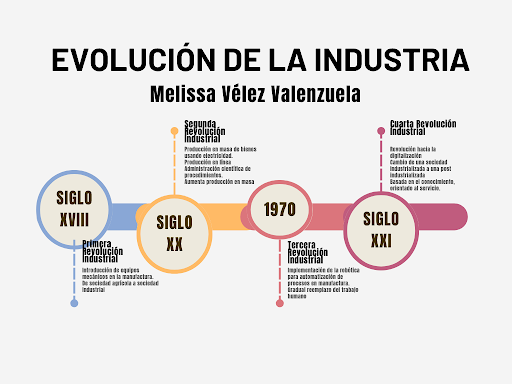 EVOLUCIÓN DE LA INDUSTRIA
Melissa Vélez Valenzuela
SIGLO
XVIII
Primera
Revolución
Industrial
Introducción de equipos
mecánicos en la manufactura.
De sociedad agrícola a sociedad
industrial
Segunda
Revolución
Industrial
Producción en masa de bienes
usando electricidad.
Producción en línea
Administración científica de
procedimientos.
Aumenta producción en masa
SIGLO
XX
1970
Tercera
Revolución
Industrial
Implementación de la robótica
para automatización de
procesos en manufactura.
Gradual reemplazo del trabajo
humano
Cuarta Revolución
Industrial
Revolución hacia la
digitalización
Cambio de una sociedad
industrializada a una post
industrializada
Basada en el conocimiento,
orientado al servicio.
SIGLO
XXI